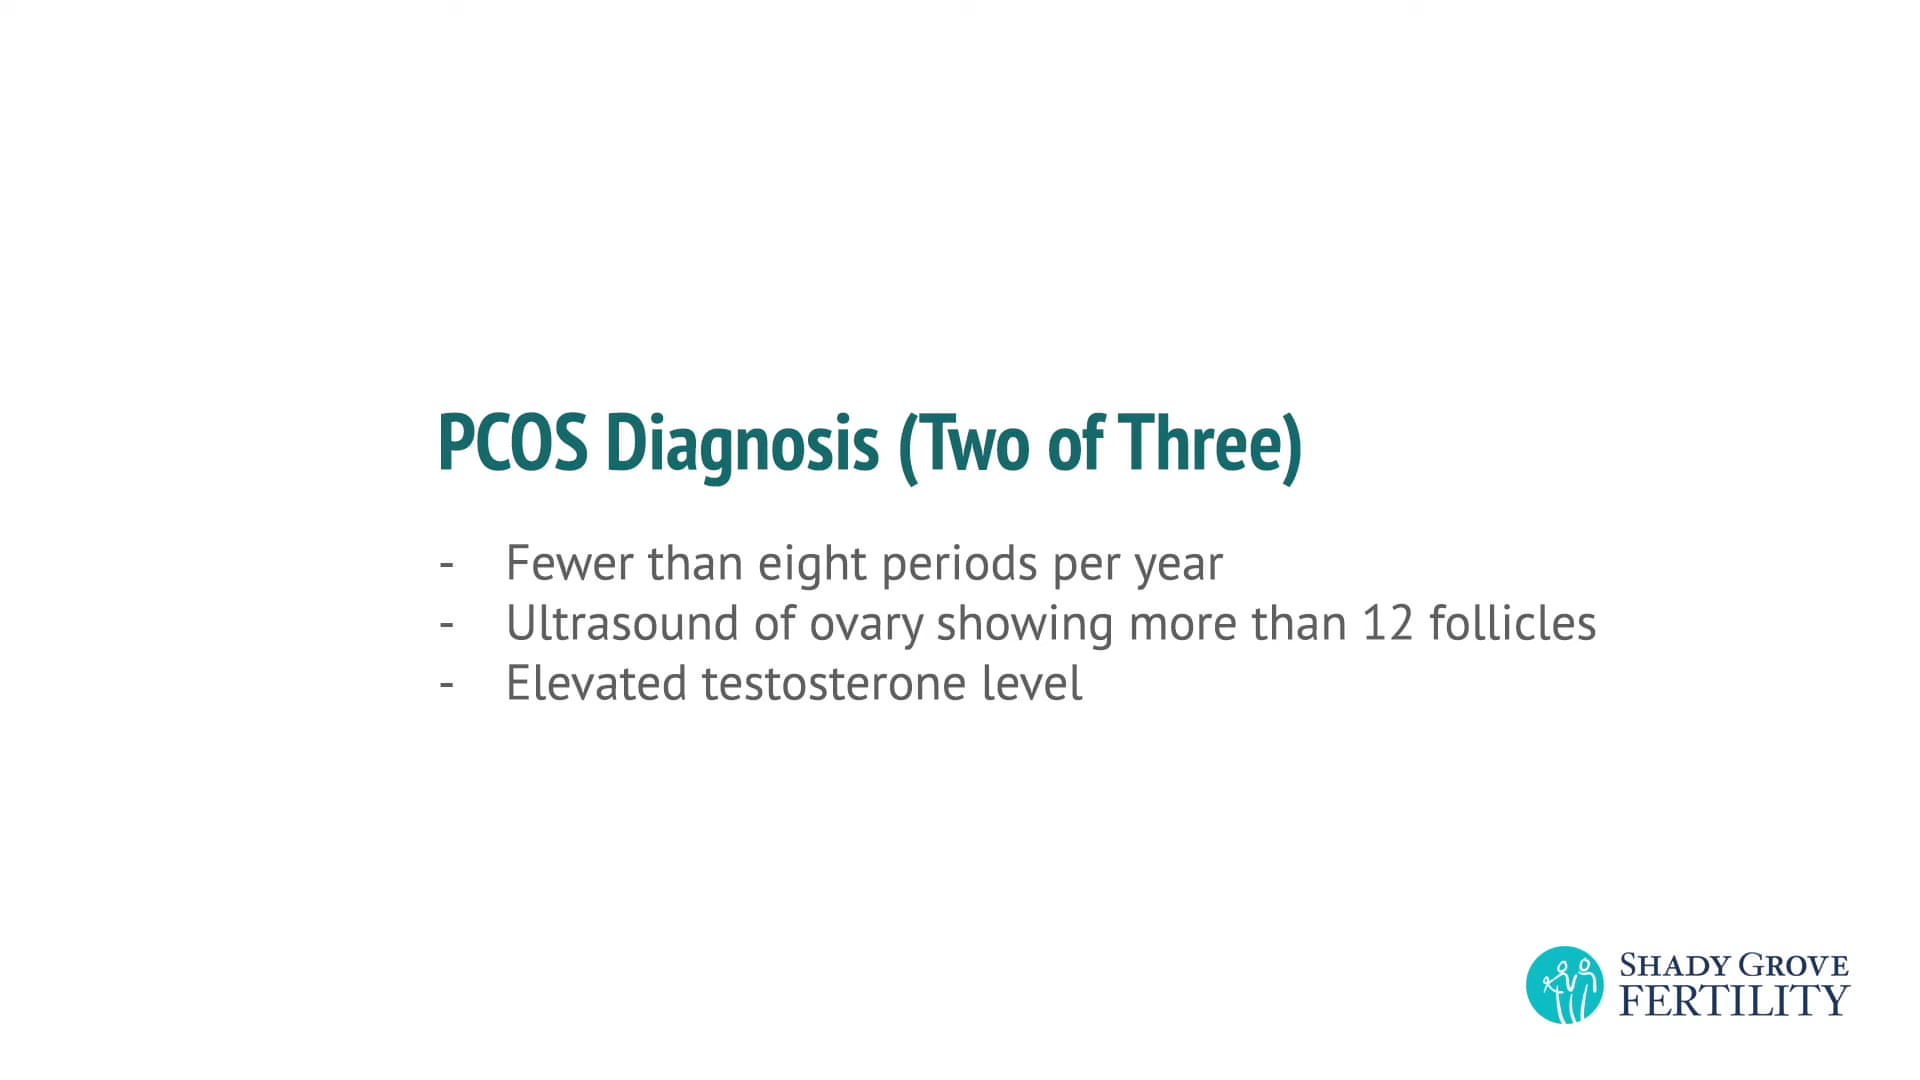 PCOS Diagnosis (Two of Three)
- Fewer than eight periods per year
- Ultrasound of ovary showing more than 12 follicles
- Elevated testosterone level
SHADY GROVE
FERTILITY